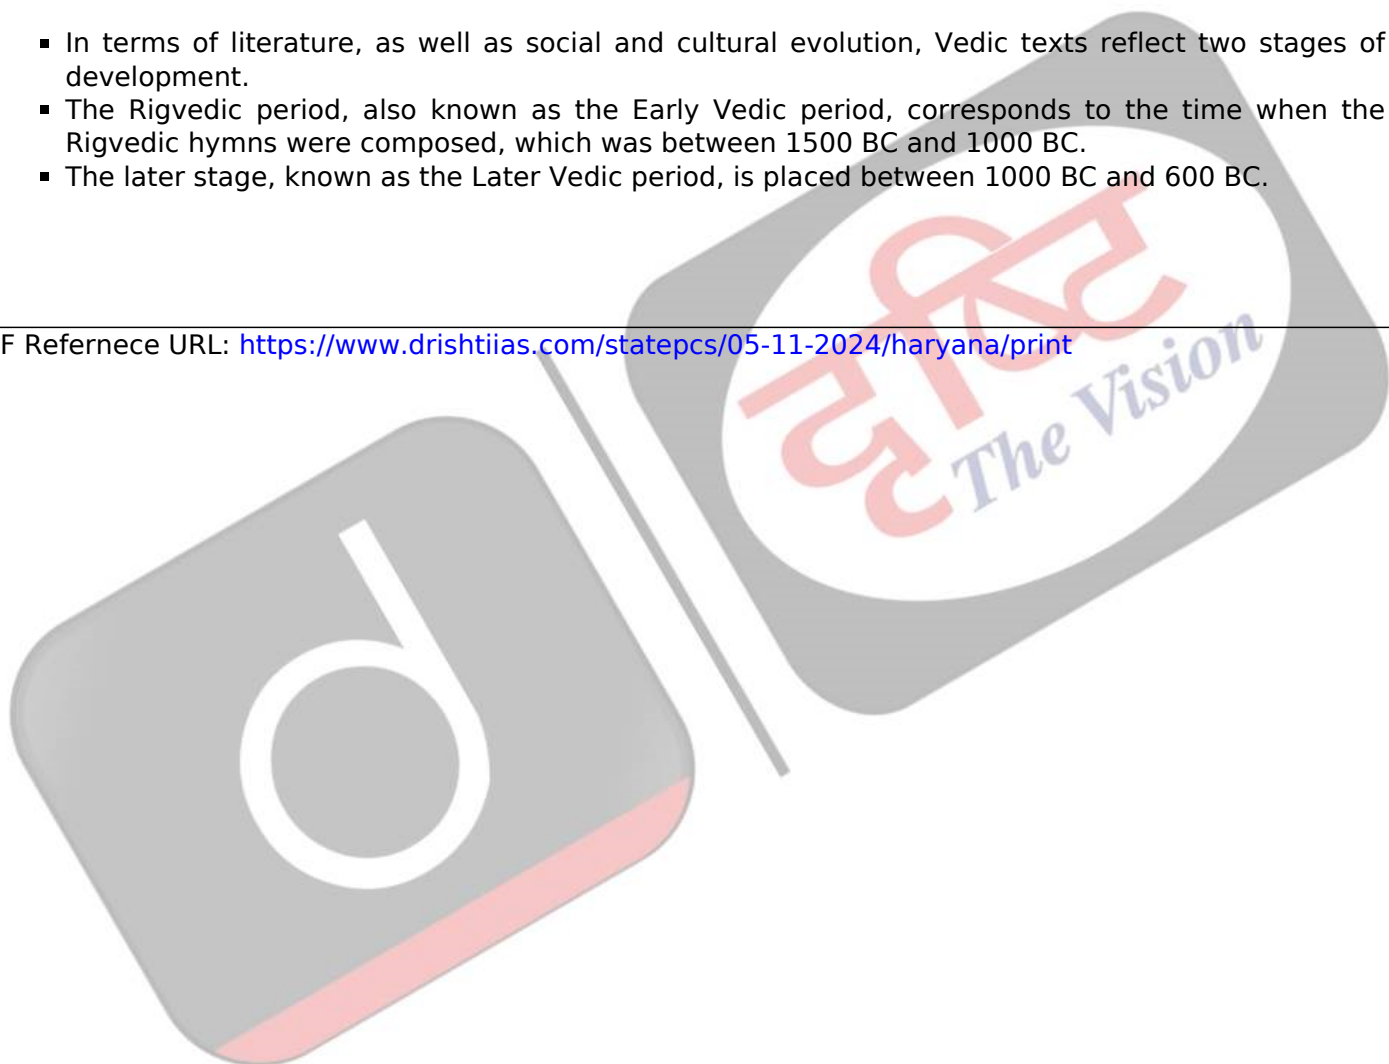 ▪ In terms of literature, as well as social and cultural evolution, Vedic texts reflect two stages of
development.
▪ The Rigvedic period, also known as the Early Vedic period, corresponds to the time when the
Rigvedic hymns were composed, which was between 1500 BC and 1000 BC.
▪ The later stage, known as the Later Vedic period, is placed between 1000 BC and 600 BC.
F Refernece URL: https://www.drishtiias.com/statepcs/05-11-2024/haryana/print
दृष्टि
The Vision
d